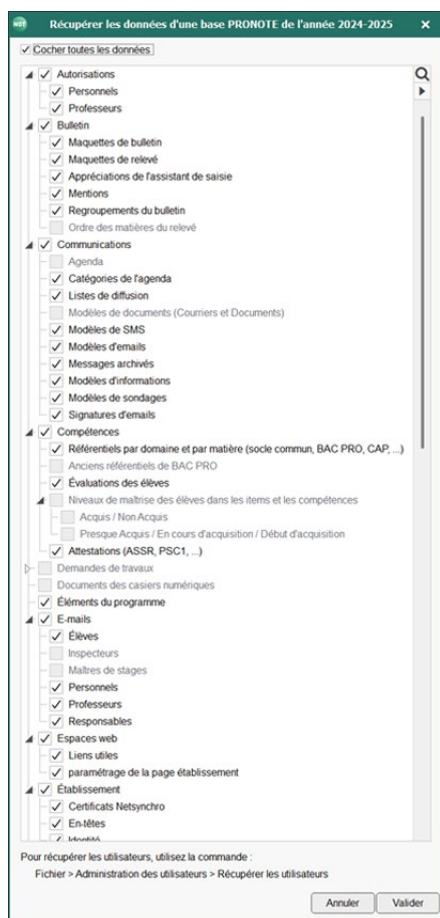 Récupérer les données d'une base PRONOTE de l'année 2024-2025
Cocher toutes les données
Autorisations
Personnels
Professeurs
Bulletin
Maquettes de bulletin
Maquettes de relevé
Appréciations de l'assistant de saisie
Mentions
Regroupements du bulletin
Ordre des matières du relevé
Communications
Agenda
Catégories de l'agenda
Listes de diffusion
Modèles de documents (Courriers et Documents)
Modèles de SMS
Modèles d'emails
Messages archivés
Modèles d'informations
Modèles de sondages
Signatures d'emails
Compétences
Référentiels par domaine et par matière (socle commun, BAC PRO, CAP, ...)
Anciens référentiels de BAC PRO
Évaluations des élèves
Niveaux de maîtrise des élèves dans les items et les compétences
Acquis / Non Acquis
Presque Acquis / En cours d'acquisition / Début d'acquisition
Attestations (ASSR, PSC1, ...)
Demandes de travaux
Documents des casiers numériques
Éléments du programme
E-mails
Élèves
Inspecteurs
Maîtres de stages
Personnels
Professeurs
Responsables
Espaces web
Liens utiles
paramétrage de la page établissement
Établissement
Certificats Netsynchro
En-têtes
Identité
Pour récupérer les utilisateurs, utilisez la commande :
Fichier > Administration des utilisateurs > Récupérer les utilisateurs
Annuler Valider